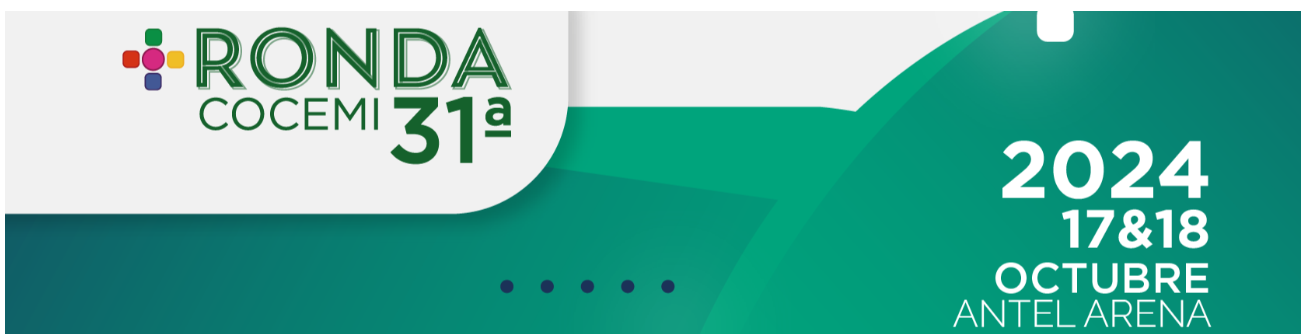 RONDA
COCEMI 31ª
2024
17&18
OCTUBRE
ANTEL ARENA